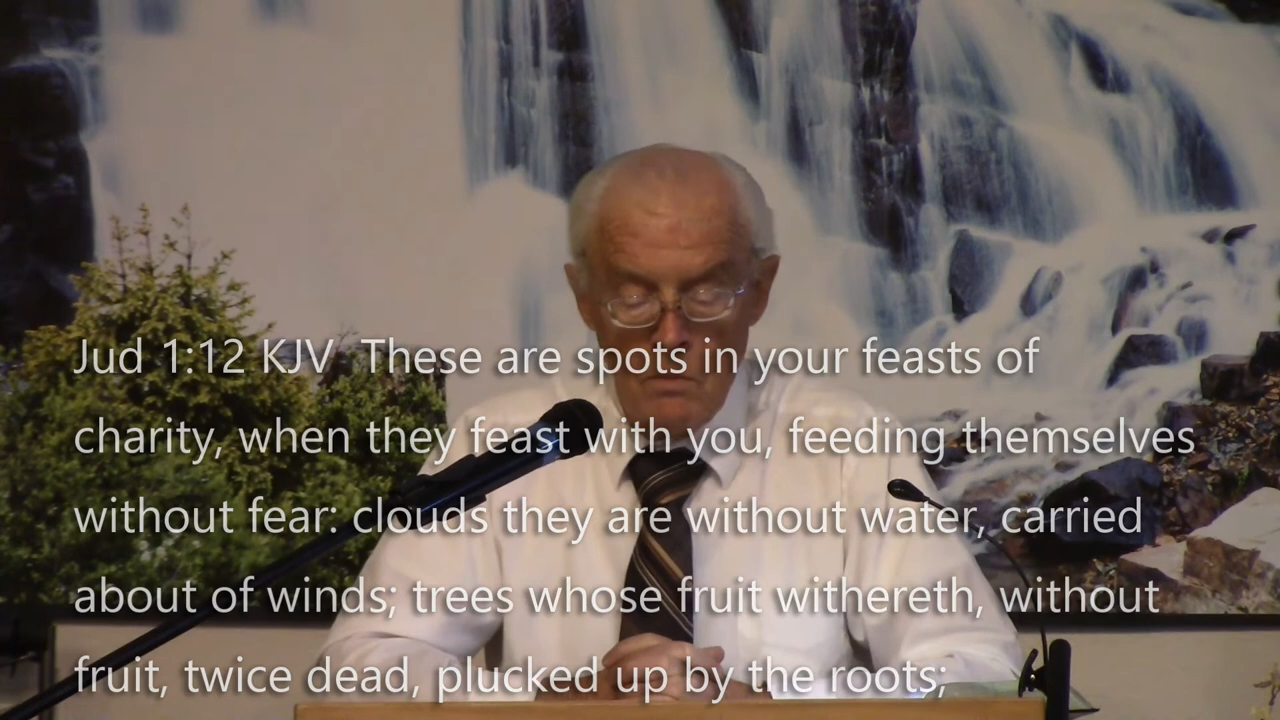 Jud 1:12 KJV  These are spots in your feasts of
charity, when they feast with you, feeding themselves
without fear: clouds they are without water, carried
about of winds; trees whose fruit withereth, without
fruit, twice dead, plucked up by the roots;